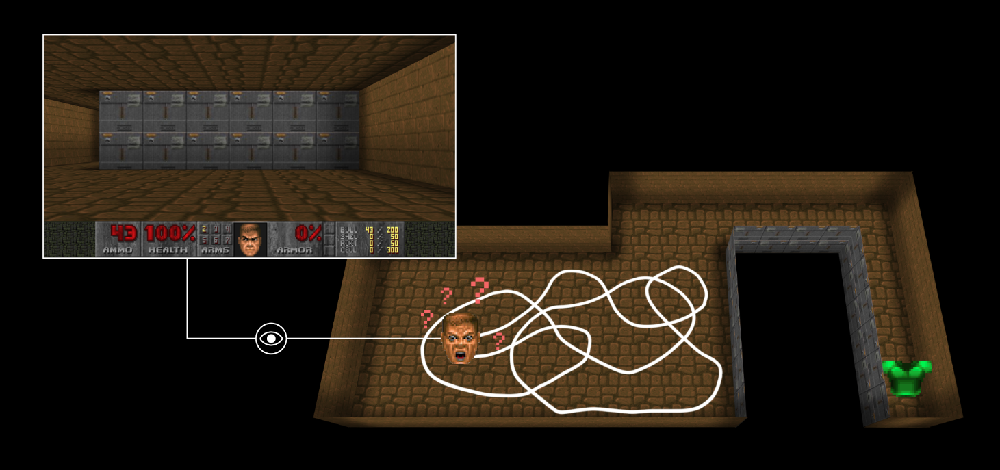 43 100% 2 3 4 0% BULL 43 / 200
SHEL 0 / 50
5 6 7 RCKT 0 / 50
AMMO HEALTH ARMS ARMOR CELL 0 / 300
? ? ? ?